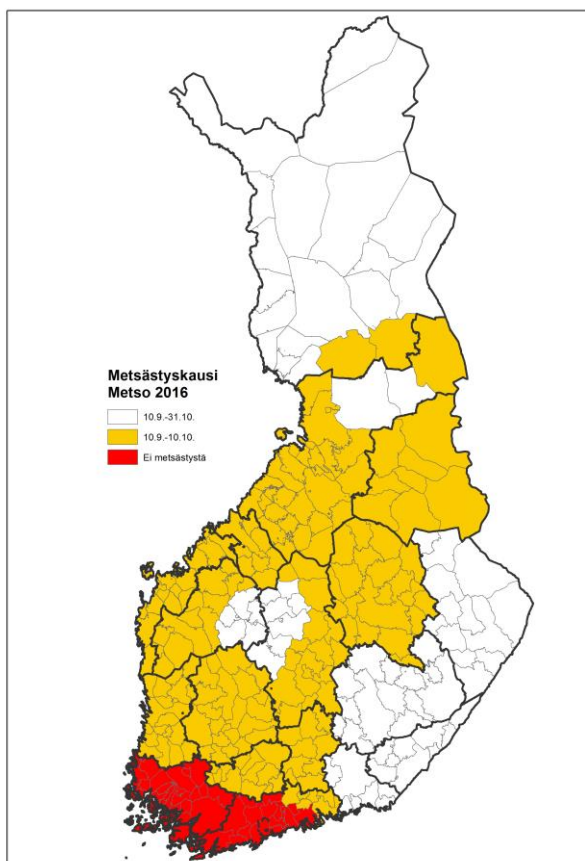 Metsästyskausi
Metso 2016
10.9.-31.10.
10.9.-10.10.
Ei metsästystä